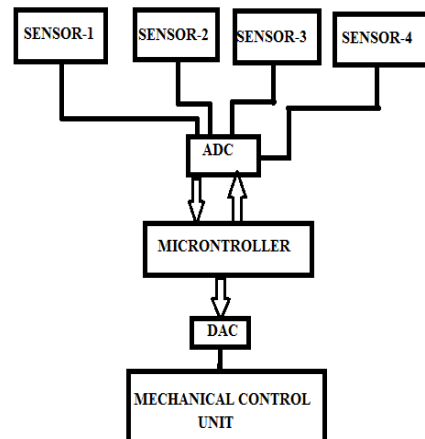 SENSOR-1
SENSOR-2
SENSOR-3
SENSOR-4
ADC
MICRONTROLLER
DAC
MECHANICAL CONTROL
UNIT